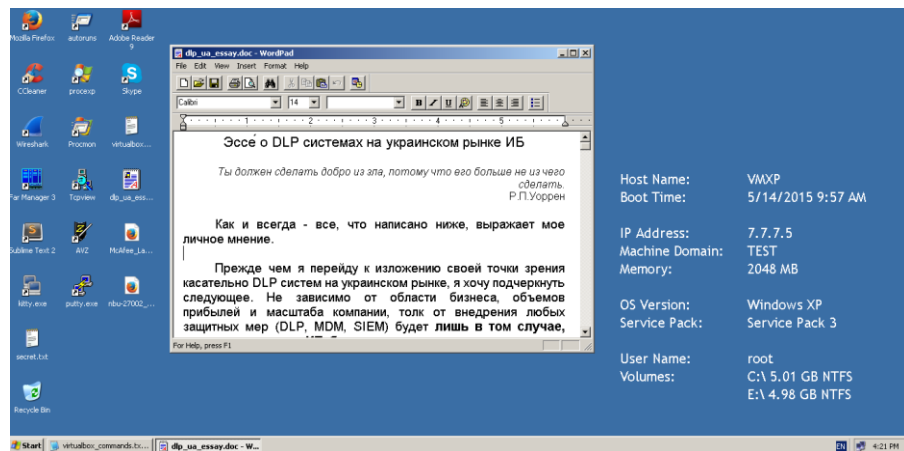 Mozilla Firefox
autoruns
Adobe Reader 9
CCleaner
procexp
Skype
Wireshark
Procmon
virtualbox...
Far Manager 3
Tcpview
dlp_ua_ess...
Sublime Text 2
AVZ
McAfee_La...
kitty.exe
putty.exe
nbu-27002_...
secret.txt
Recycle Bin
dlp_ua_essay.doc - WordPad
File Edit View Insert Format Help
Calibri 14
1 2 3 4 5
Эссе о DLP системах на украинском рынке ИБ
Ты должен сделать добро из зла, потому что его больше не из чего
сделать.
Р.П.Уоррен
Как и всегда - все, что написано ниже, выражает мое
личное мнение.
Прежде чем я перейду к изложению своей точки зрения
касательно DLP систем на украинском рынке, я хочу подчеркнуть
следующее. Не зависимо от области бизнеса, объемов
прибылей и масштаба компании, толк от внедрения любых
защитных мер (DLP, MDM, SIEM) будет лишь в том случае,
For Help, press F1
Host Name: VMXP
Boot Time: 5/14/2015 9:57 AM
IP Address: 7.7.7.5
Machine Domain: TEST
Memory: 2048 MB
OS Version: Windows XP
Service Pack: Service Pack 3
User Name: root
Volumes: C:\ 5.01 GB NTFS
E:\ 4.98 GB NTFS
Start virtualbox_commands.tx... dlp_ua_essay.doc - W... EN 4:21 PM